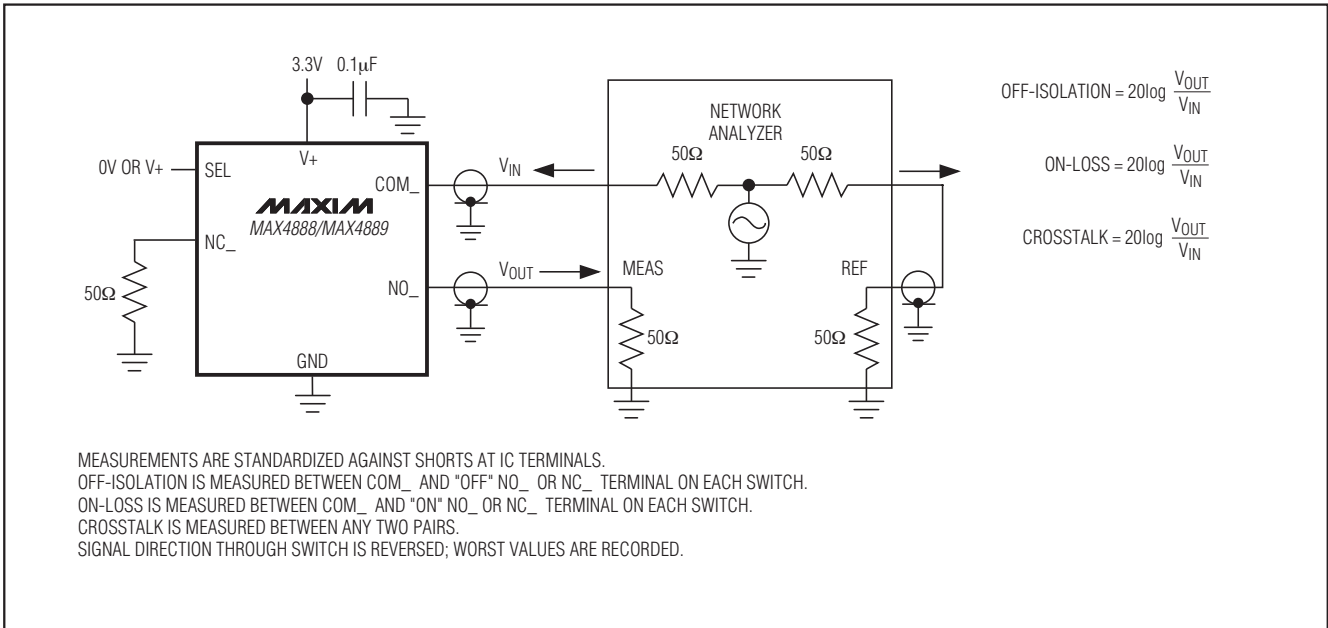 3.3V 0.1μF
0V OR V+
SEL
V+
COM_
MAXIM
MAX4888/MAX4889
NC_
50Ω
NO_
GND
V_IN
V_OUT
NETWORK
ANALYZER
50Ω 50Ω
MEAS
REF
50Ω
50Ω
OFF-ISOLATION = 20log V_OUT / V_IN
ON-LOSS = 20log V_OUT / V_IN
CROSSTALK = 20log V_OUT / V_IN
MEASUREMENTS ARE STANDARDIZED AGAINST SHORTS AT IC TERMINALS.
OFF-ISOLATION IS MEASURED BETWEEN COM_ AND "OFF" NO_ OR NC_ TERMINAL ON EACH SWITCH.
ON-LOSS IS MEASURED BETWEEN COM_ AND "ON" NO_ OR NC_ TERMINAL ON EACH SWITCH.
CROSSTALK IS MEASURED BETWEEN ANY TWO PAIRS.
SIGNAL DIRECTION THROUGH SWITCH IS REVERSED; WORST VALUES ARE RECORDED.